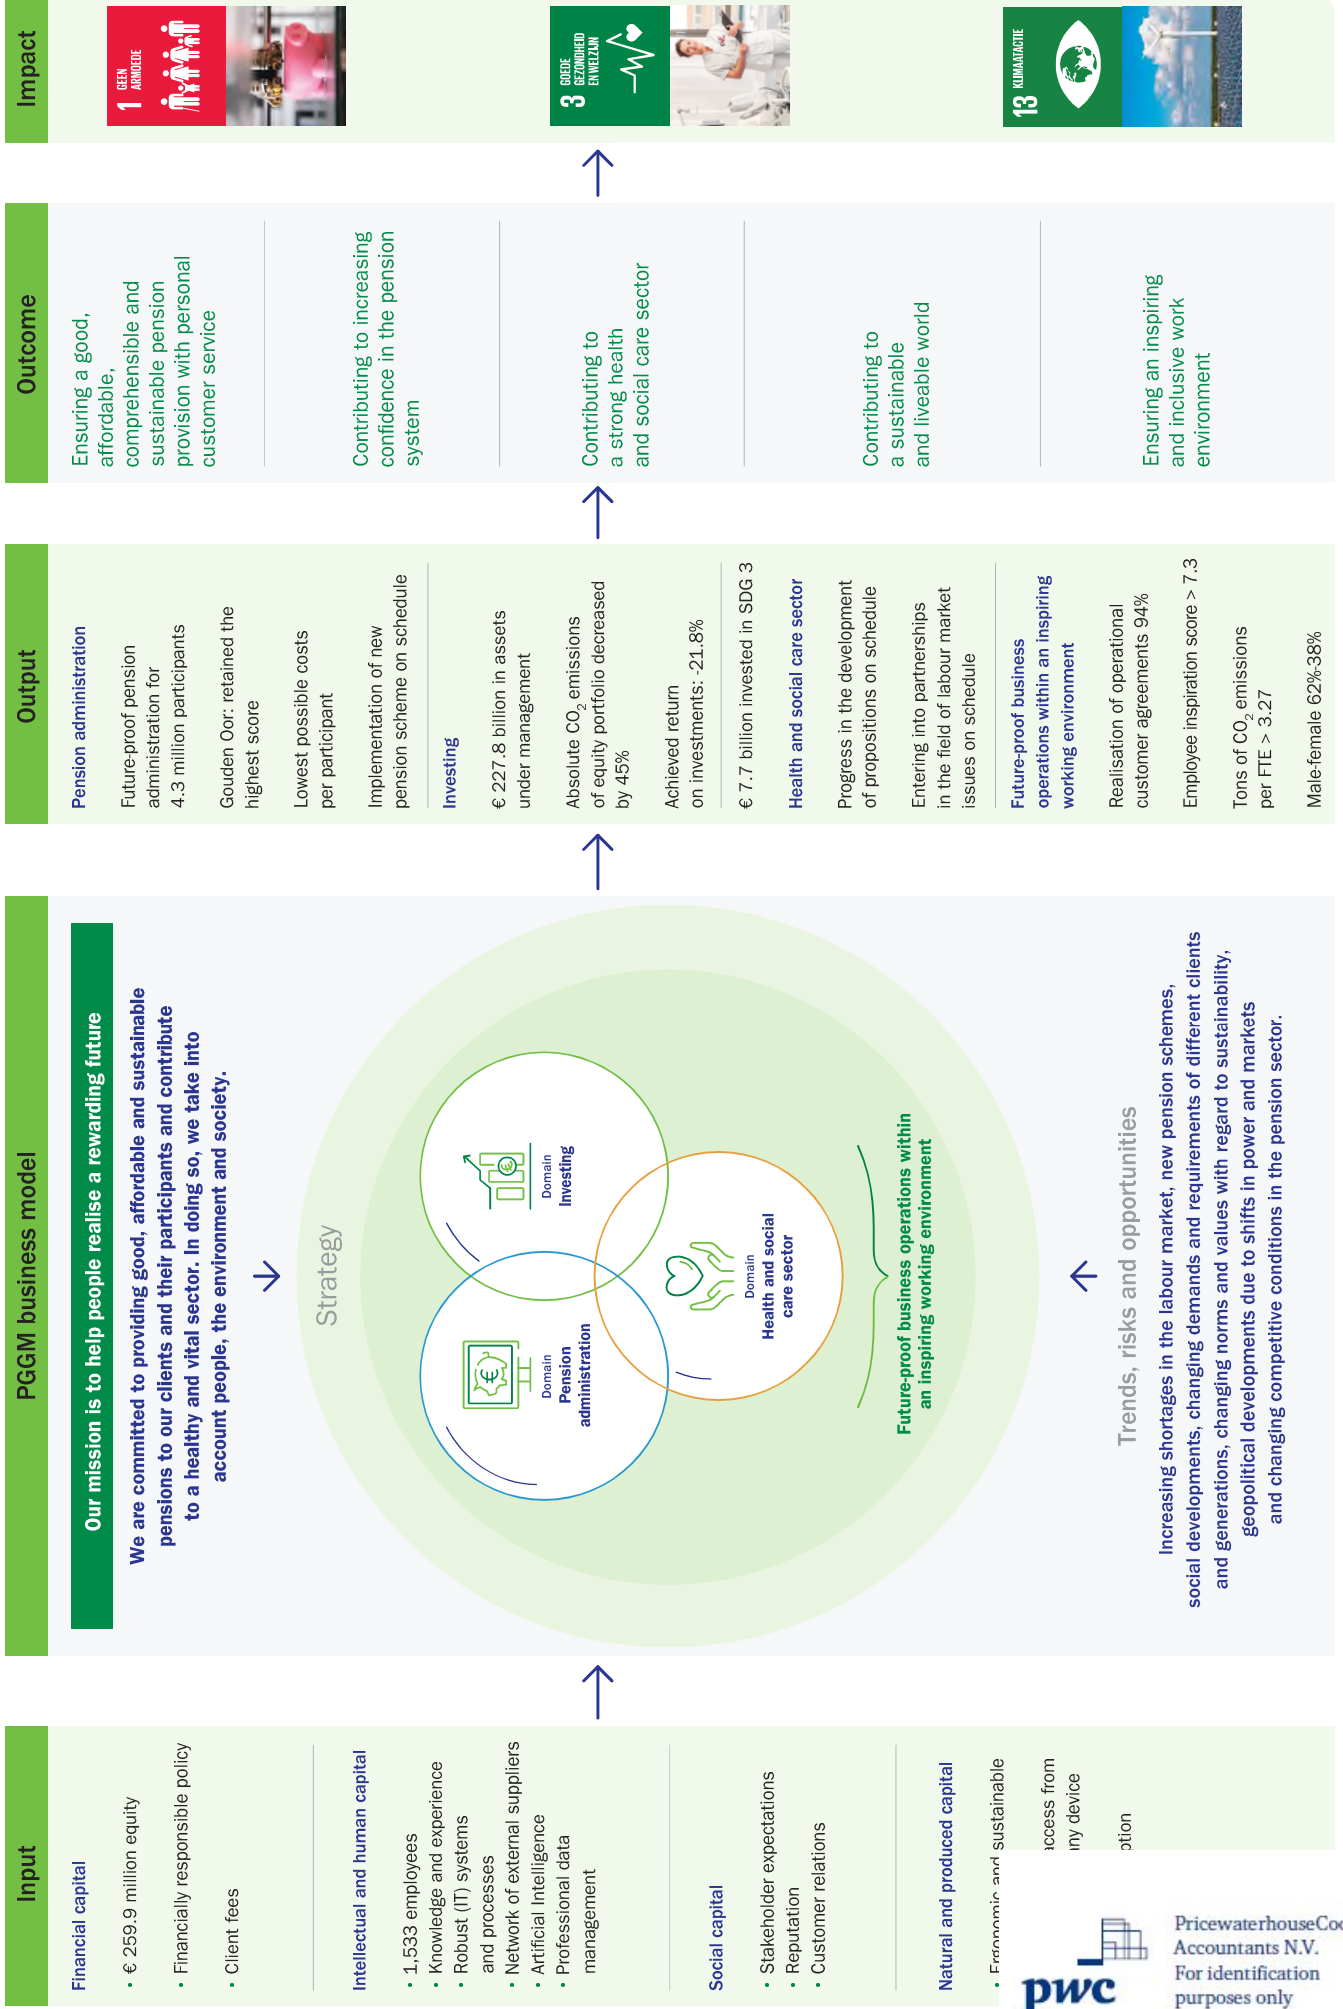 Input
Financial capital
• € 259.9 million equity
• Financially responsible policy
• Client fees
Intellectual and human capital
• 1,533 employees
• Knowledge and experience
• Robust (IT) systems
and processes
• Network of external suppliers
• Artificial Intelligence
• Professional data
management
Social capital
• Stakeholder expectations
• Reputation
• Customer relations
Natural and produced capital
• Ergonomic and sustainable
access from
device
PGGM business model
Our mission is to help people realise a rewarding future
We are committed to providing good, affordable and sustainable
pensions to our clients and their participants and contribute
to a healthy and vital sector. In doing so, we take into
account people, the environment and society.
Strategy
Domain
Pension
administration
Domain
Investing
Domain
Health and social
care sector
Future-proof business operations within
an inspiring working environment
Trends, risks and opportunities
Increasing shortages in the labour market, new pension schemes,
social developments, changing demands and requirements of different clients
and generations, changing norms and values with regard to sustainability,
geopolitical developments due to shifts in power and markets
and changing competitive conditions in the pension sector.
Output
Pension administration
Future-proof pension
administration for
4.3 million participants
Gouden Oor: retained the
highest score
Lowest possible costs
per participant
Implementation of new
pension scheme on schedule
Investing
€ 227.8 billion in assets
under management
Absolute CO2 emissions
of equity portfolio decreased
by 45%
Achieved return
on investments: -21.8%
€ 7.7 billion invested in SDG 3
Health and social care sector
Progress in the development
of propositions on schedule
Entering into partnerships
in the field of labour market
issues on schedule
Future-proof business
operations within an inspiring
working environment
Realisation of operational
customer agreements 94%
Employee inspiration score > 7.3
Tons of CO2 emissions
per FTE > 3.27
Male-female 62%-38%
Outcome
Ensuring a good,
affordable,
comprehensible and
sustainable pension
provision with personal
customer service
Contributing to increasing
confidence in the pension
system
Contributing to
a strong health
and social care sector
Contributing to
a sustainable
and liveable world
Ensuring an inspiring
and inclusive work
environment
Impact
1 GEEN
ARMOEDE
3 GOEDE
GEZONDHEID
EN WELZIJN
13 KLIMAATACTIE
pwc
PricewaterhouseCoo
Accountants N.V.
For identification
purposes only